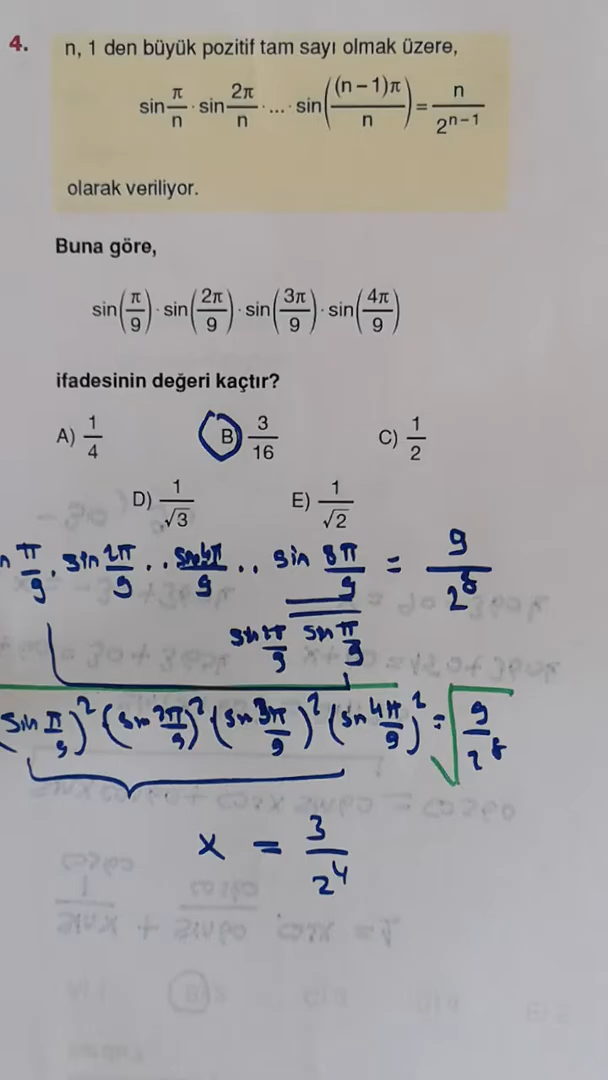 4. n, 1 den büyük pozitif tam sayı olmak üzere,
sin π/n · sin 2π/n · ... · sin((n − 1)π/n) = n/2^(n−1)
olarak veriliyor.
Buna göre,
sin(π/9) · sin(2π/9) · sin(3π/9) · sin(4π/9)
ifadesinin değeri kaçtır?
A) 1/4 B) 3/16 C) 1/2
D) 1/√3 E) 1/√2
n π/9 . sin 2π/9 . . . . sin 8π/9 = 9/2^8
sin 2π/9 sin π/9
(sin π/9)^2 (sin 2π/9)^2 (sin 3π/9)^2 (sin 4π/9)^2 = √(9/2^8)
x = 3/2^4